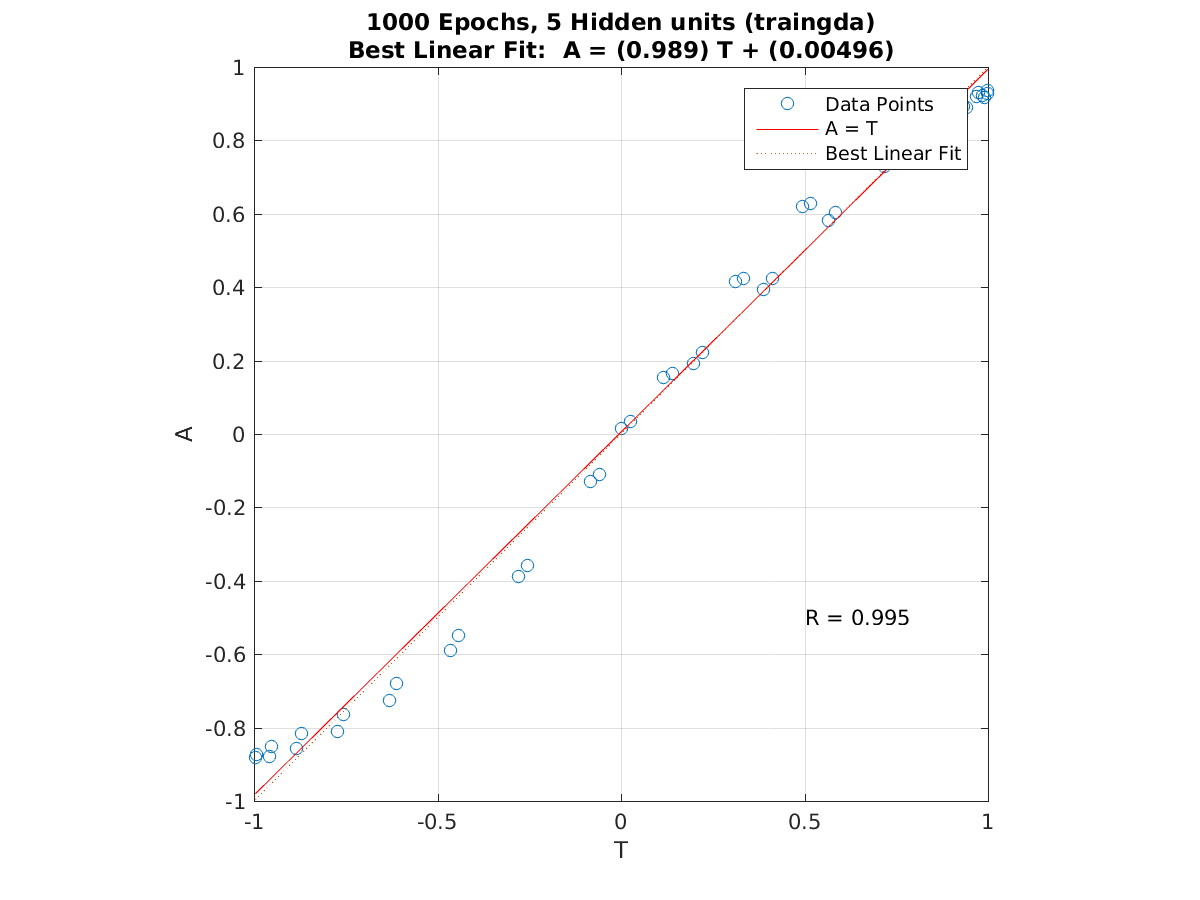 1000 Epochs, 5 Hidden units (traingda)
Best Linear Fit:  A = (0.989) T + (0.00496)
1
0.8
0.6
0.4
0.2
0
-0.2
-0.4
-0.6
-0.8
-1
A
Data Points
A = T
Best Linear Fit
R = 0.995
-1
-0.5
0
0.5
1
T